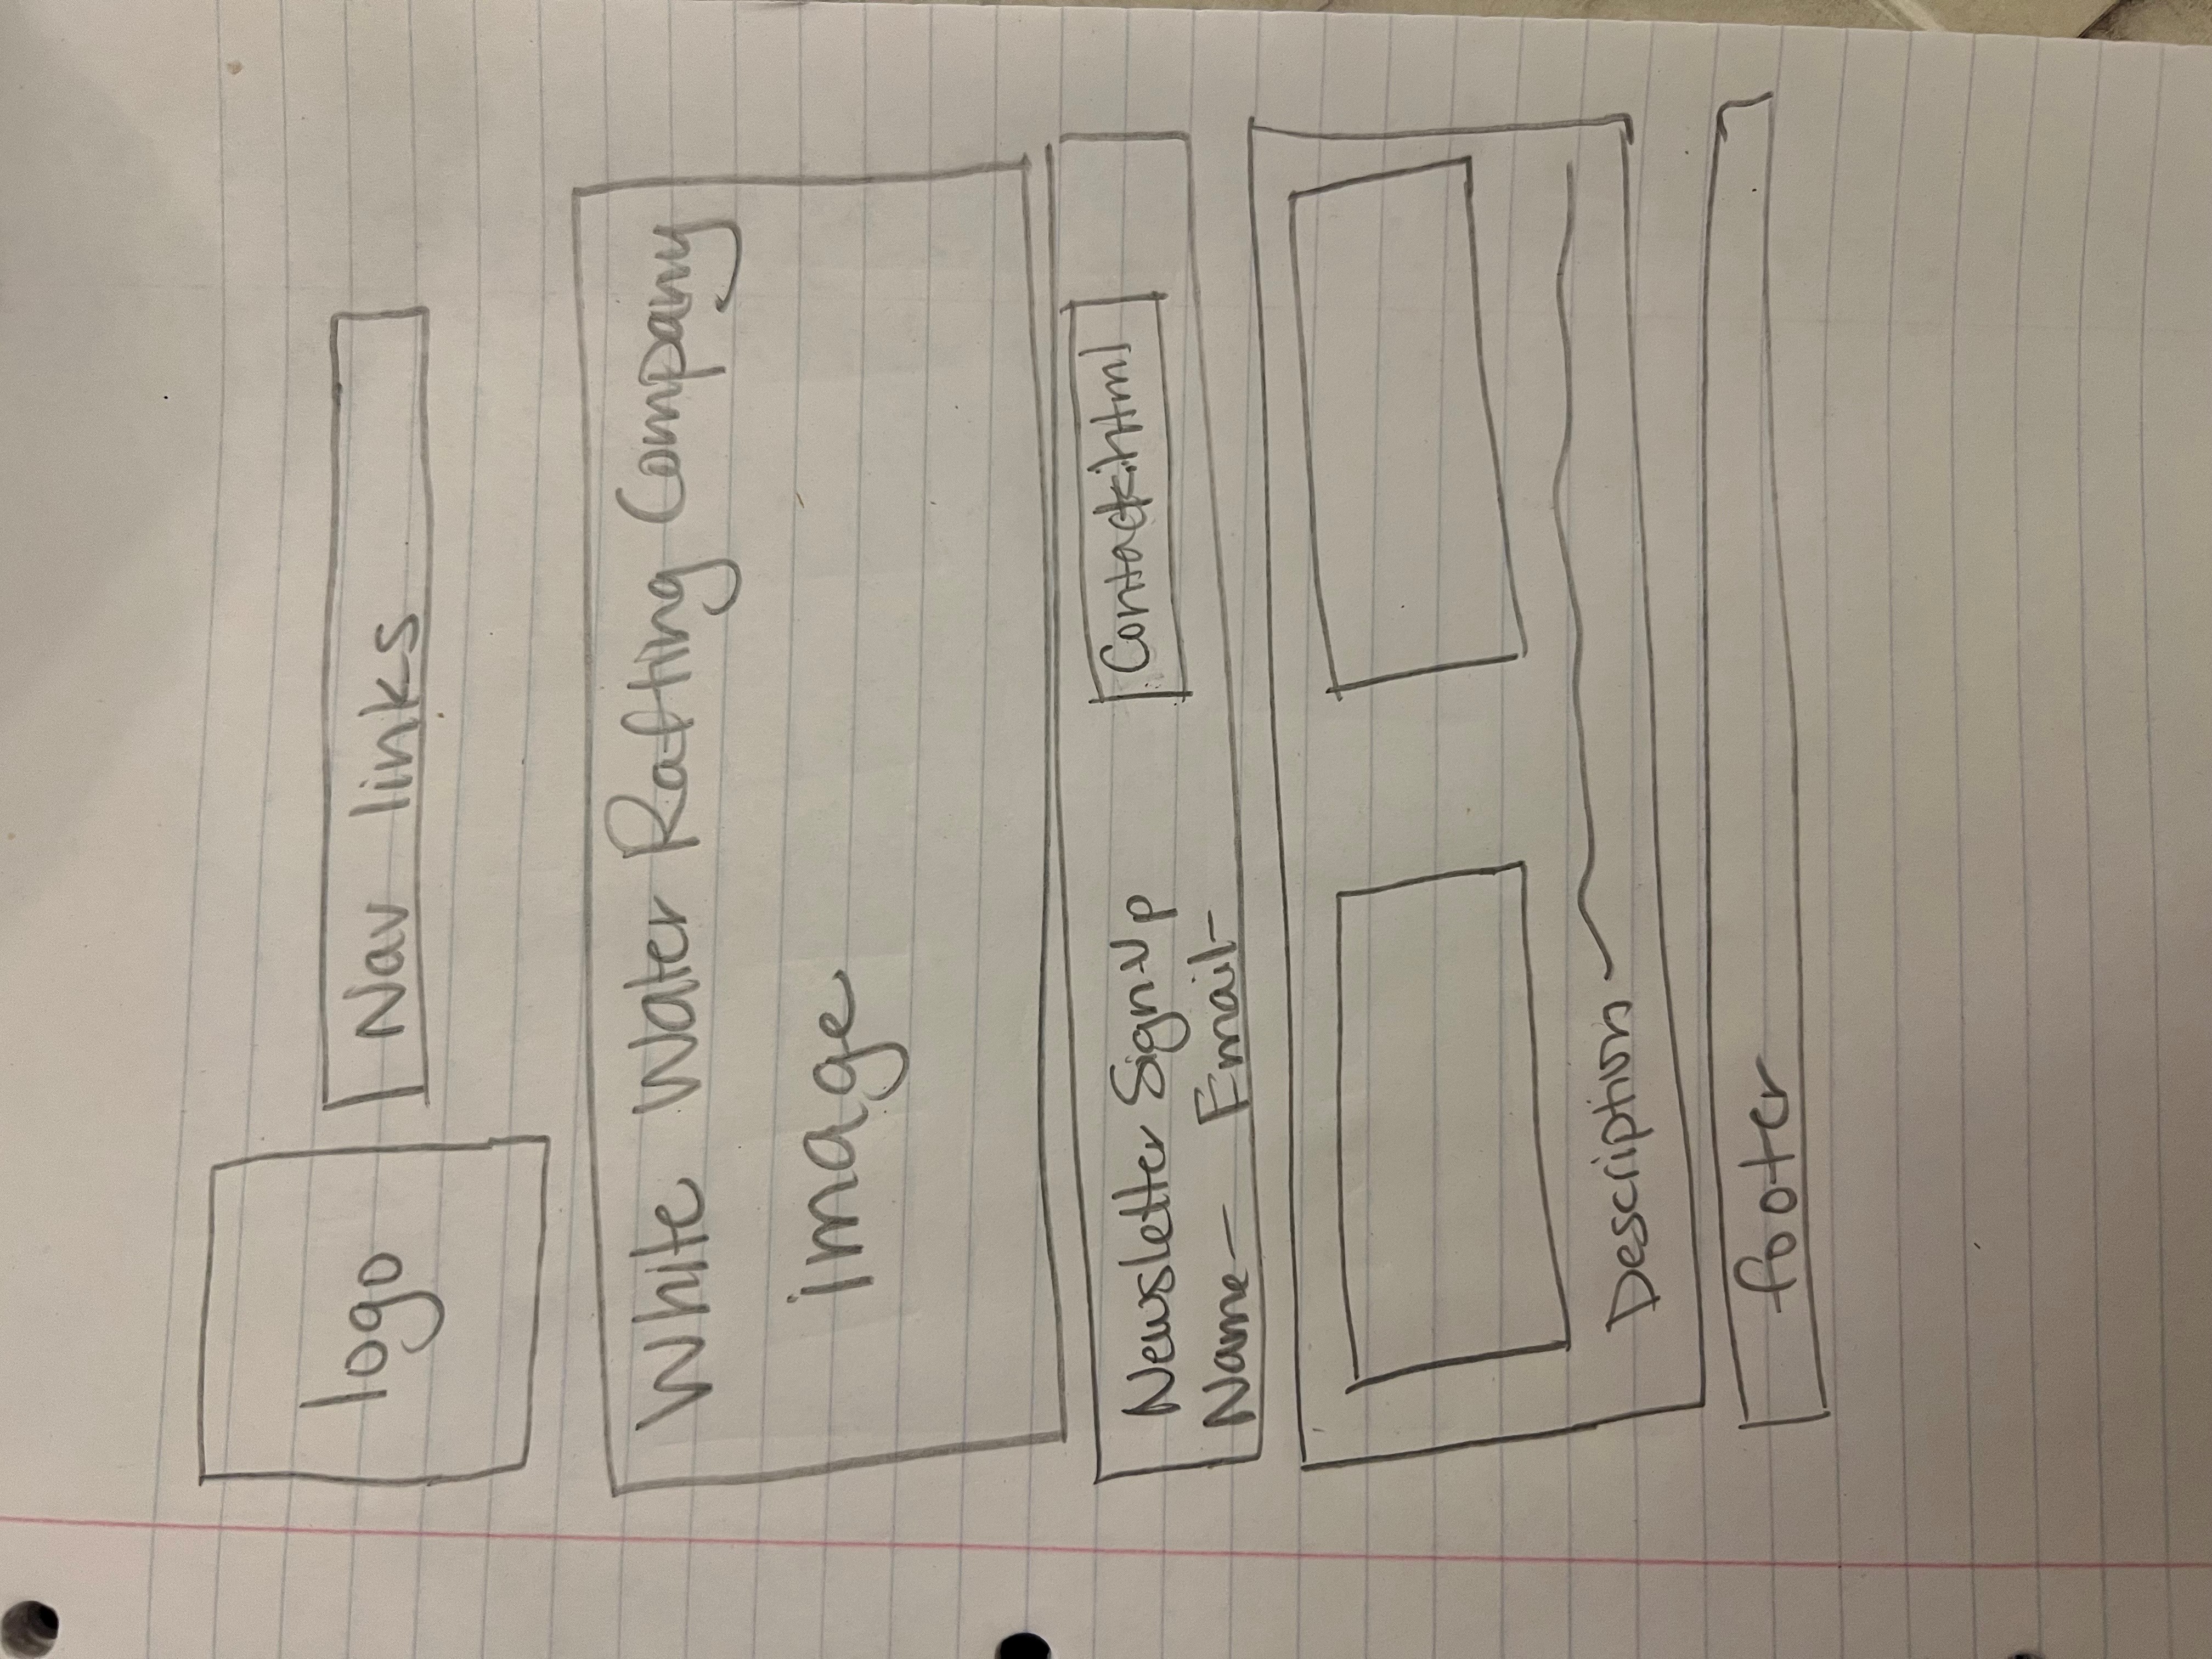 logo
Nav links
White Water Rafting Company
image
Newsletter Sign Up
Name- Email-
Contact.html
Description
footer